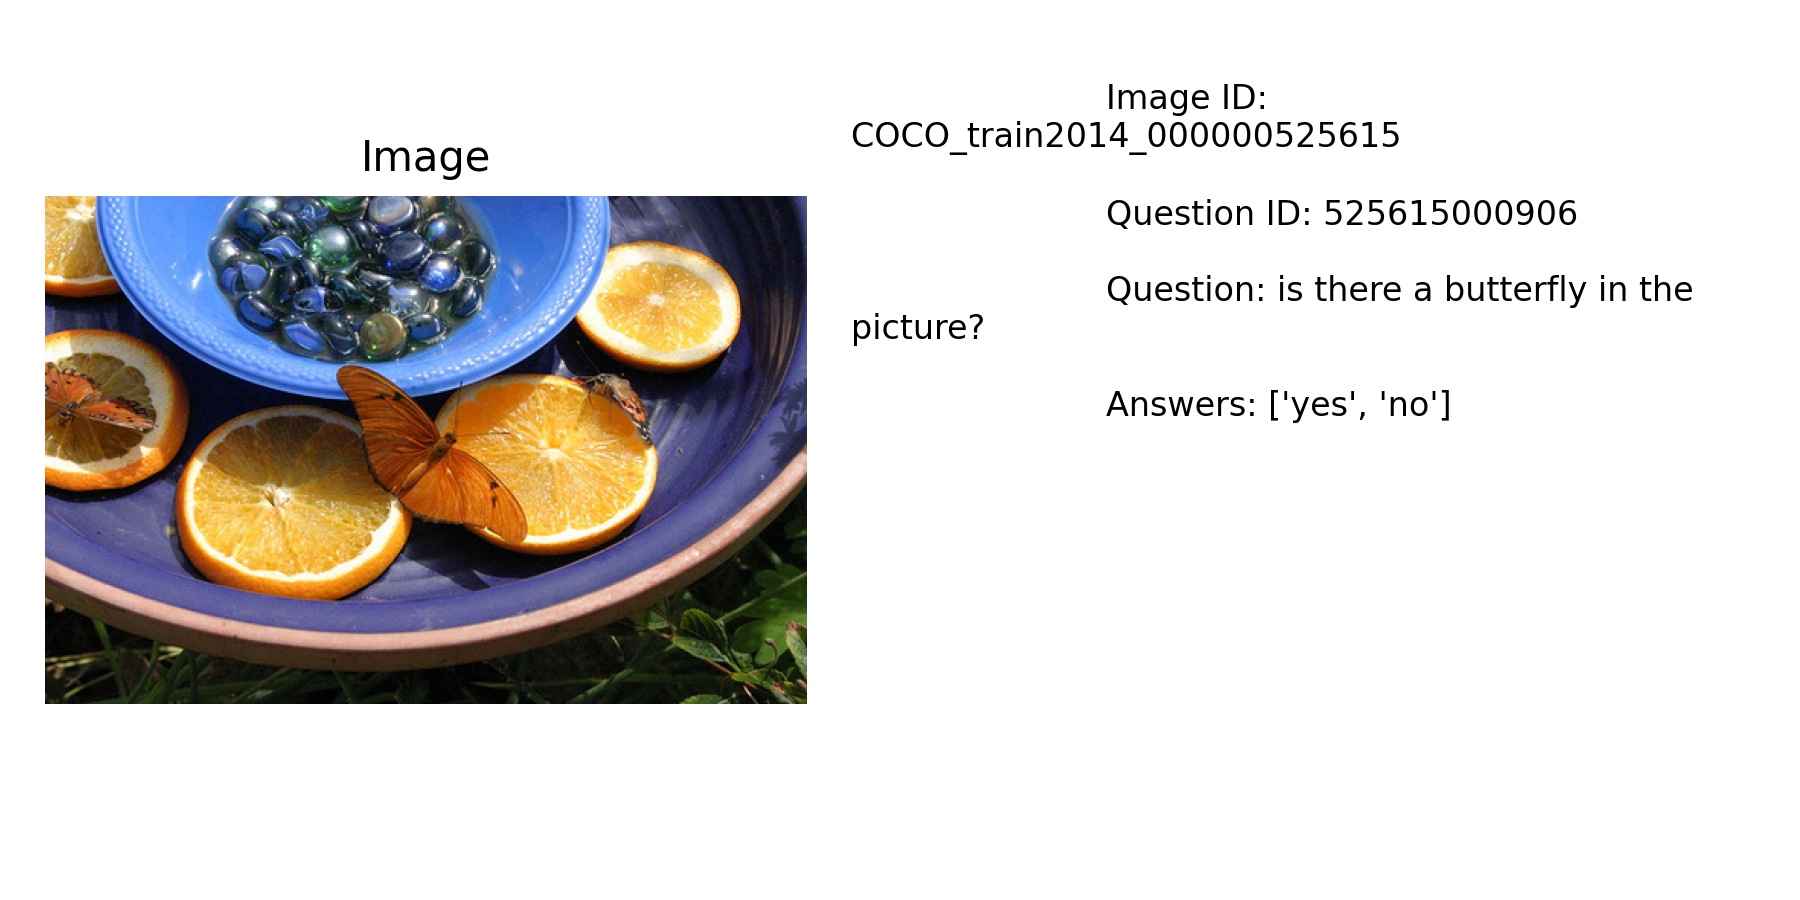 Image
Image ID:
COCO_train2014_000000525615
Question ID: 525615000906
Question: is there a butterfly in the
picture?
Answers: ['yes', 'no']